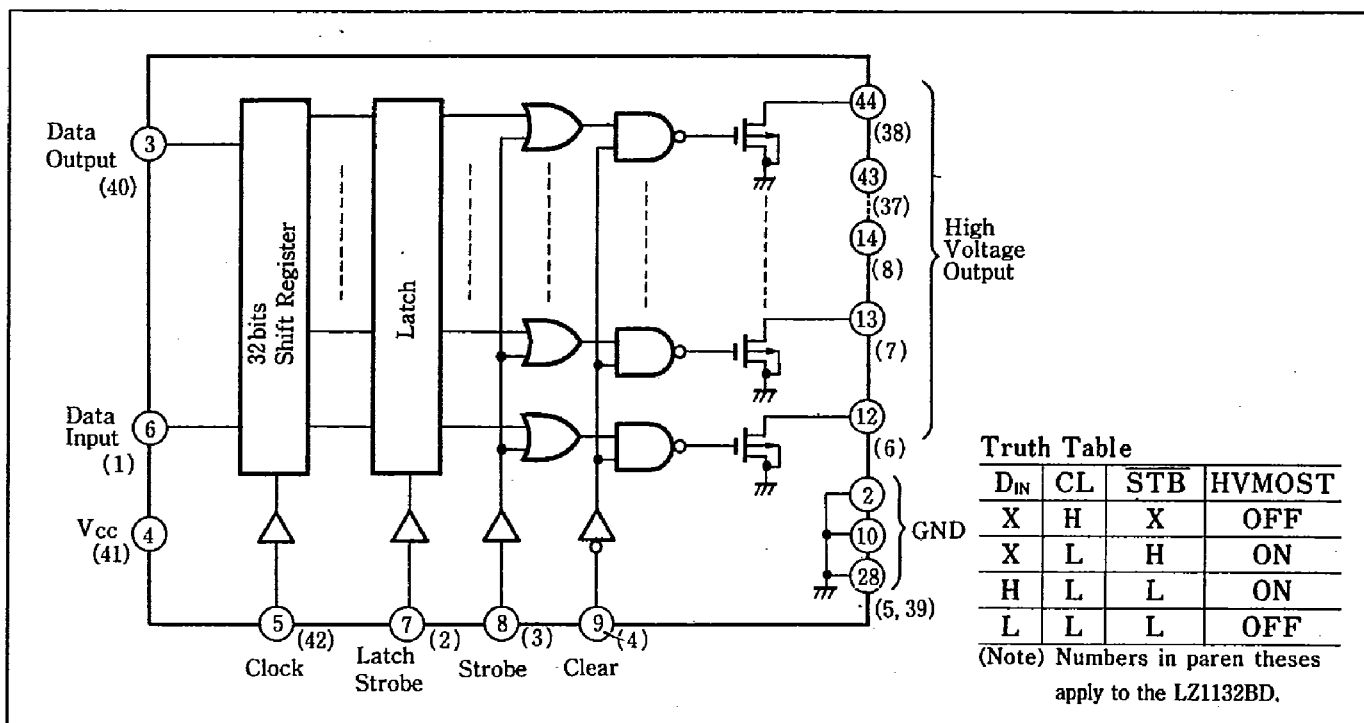 Data
Output
3
(40)
32bits
Shift Register
Latch
44
(38)
43
(37)
14
(8)
High
Voltage
Output
13
(7)
Data
Input
6
(1)
12
(6)
Vcc
4
(41)
2
10
28
GND
(5, 39)
5
(42)
Clock
7
(2)
Latch
Strobe
8
(3)
Strobe
9
(4)
Clear
Truth Table
DIN CL STB HVMOST
X H X OFF
X L H ON
H L L ON
L L L OFF
(Note) Numbers in paren theses
apply to the LZ1132BD.